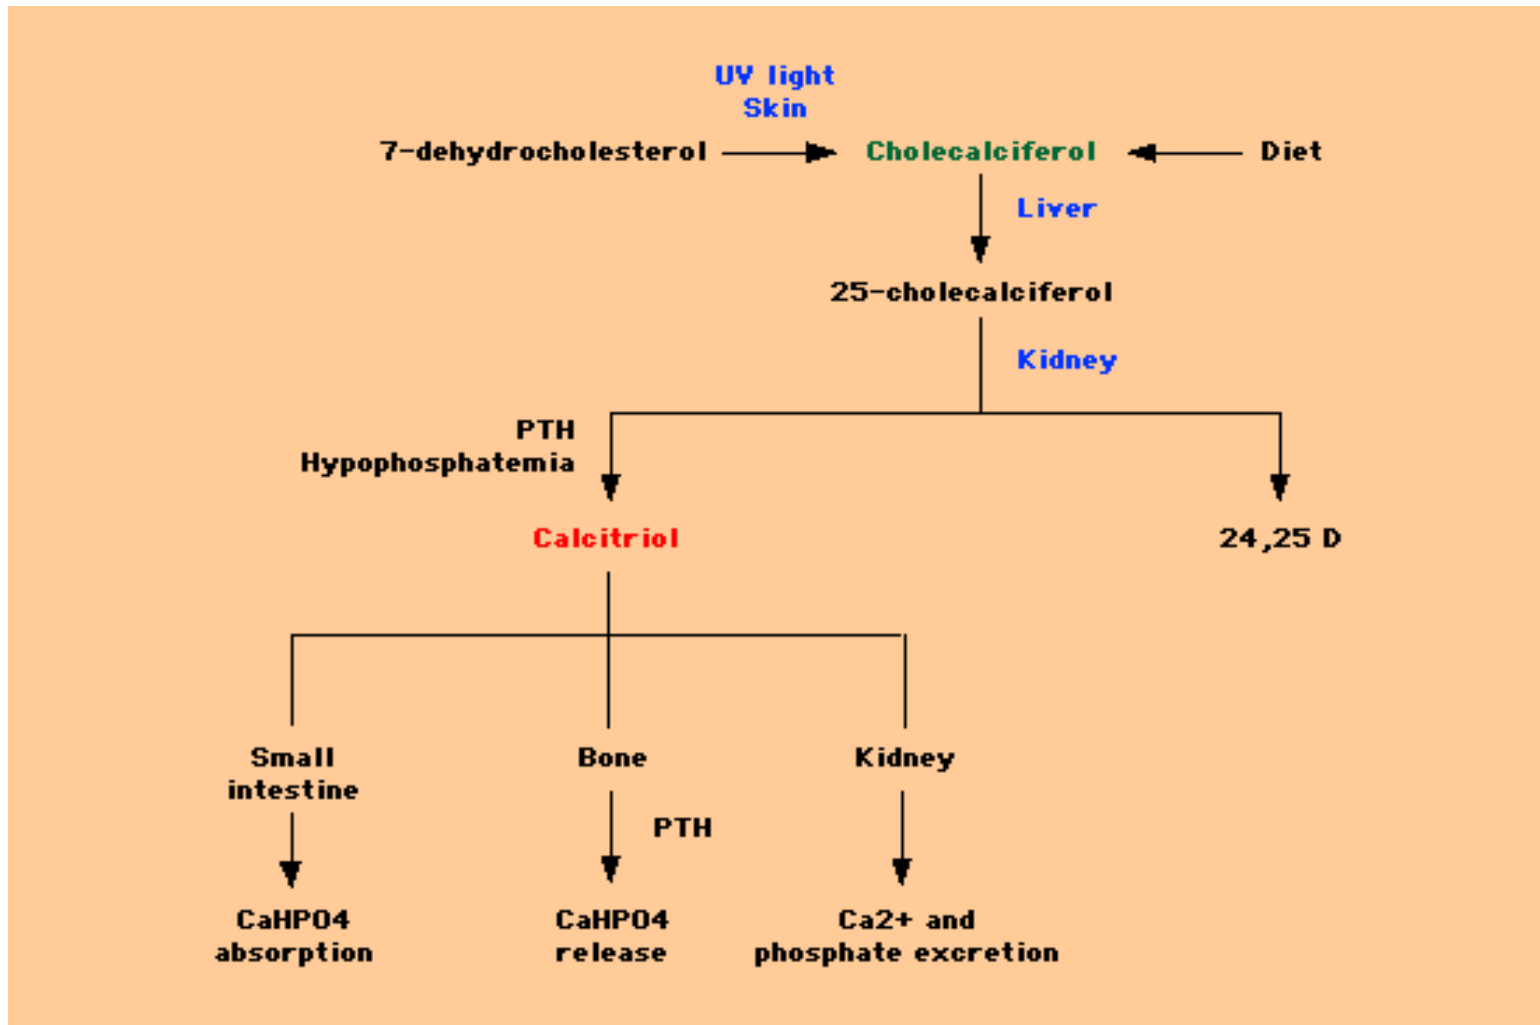 UV light
Skin
7-dehydrocholesterol
Cholecalciferol
Diet
Liver
25-cholecalciferol
Kidney
PTH
Hypophosphatemia
Calcitriol
24,25 D
Small
intestine
Bone
Kidney
PTH
CaHPO4
absorption
CaHPO4
release
Ca2+ and
phosphate excretion